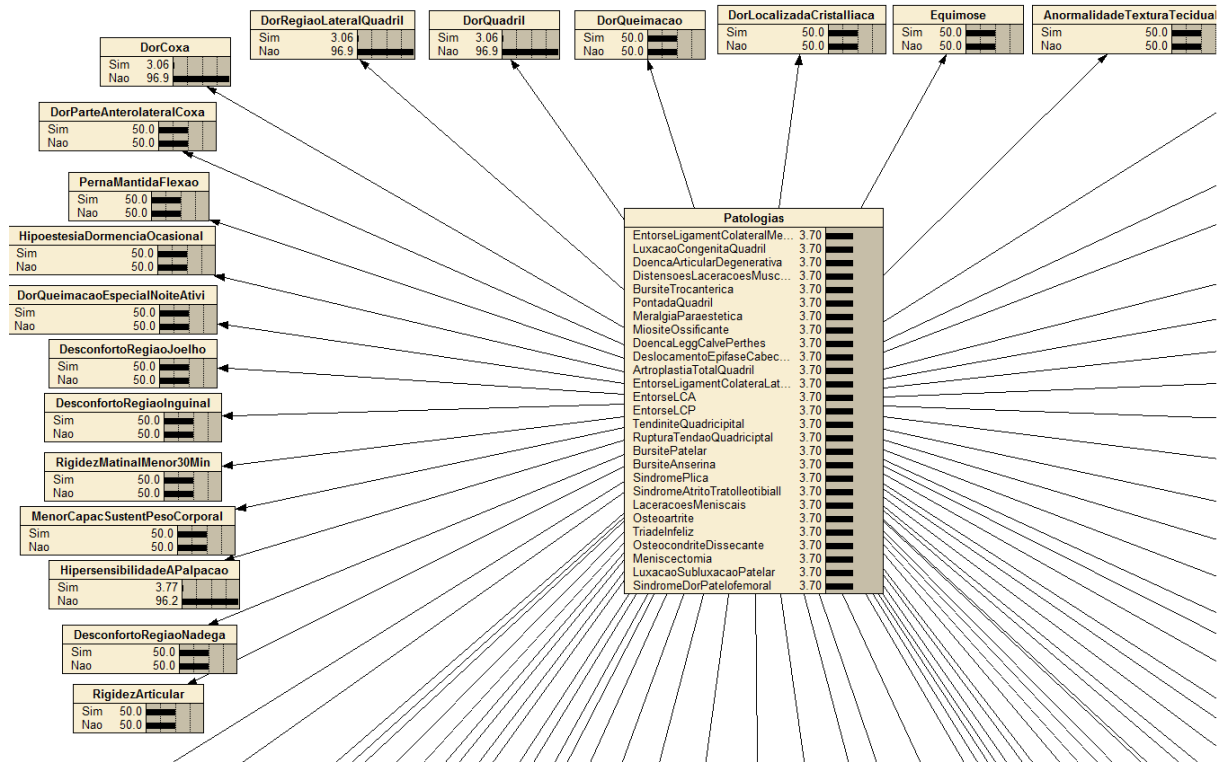 DorRegiaoLateralQuadril
Sim 3.06
Nao 96.9
DorQuadril
Sim 3.06
Nao 96.9
DorQueimacao
Sim 50.0
Nao 50.0
DorLocalizadaCristaIliaca
Sim 50.0
Nao 50.0
Equimose
Sim 50.0
Nao 50.0
AnormalidadeTexturaTecidual
Sim 50.0
Nao 50.0
DorCoxa
Sim 3.06
Nao 96.9
DorParteAnterolateralCoxa
Sim 50.0
Nao 50.0
PernaMantidaFlexao
Sim 50.0
Nao 50.0
HipoestesiaDormenciaOcasional
Sim 50.0
Nao 50.0
DorQueimacaoEspecialNoiteAtivi
Sim 50.0
Nao 50.0
DesconfortoRegiaoJoelho
Sim 50.0
Nao 50.0
DesconfortoRegiaoInguinal
Sim 50.0
Nao 50.0
RigidezMatinalMenor30Min
Sim 50.0
Nao 50.0
MenorCapacSustentPesoCorporal
Sim 50.0
Nao 50.0
HipersensibilidadeAPalpacao
Sim 3.77
Nao 96.2
DesconfortoRegiaoNadega
Sim 50.0
Nao 50.0
RigidezArticular
Sim 50.0
Nao 50.0
Patologias
EntorseLigamentColateralMe... 3.70
LuxacaoCongenitaQuadril 3.70
DoencaArticularDegenerativa 3.70
DistensoesLaceracoesMusc... 3.70
BursiteTrocanterica 3.70
PontadaQuadril 3.70
MeralgiaParaestetica 3.70
MiositeOssificante 3.70
DoencaLeggCalvePerthes 3.70
DeslocamentoEpifaseCabec... 3.70
ArtroplastiaTotalQuadril 3.70
EntorseLigamentColateraLat... 3.70
EntorseLCA 3.70
EntorseLCP 3.70
TendiniteQuadricipital 3.70
RupturaTendaoQuadriciptal 3.70
BursitePatelar 3.70
BursiteAnserina 3.70
SindromePlica 3.70
SindromeAtritoTratoIleotibiall 3.70
LaceracoesMeniscais 3.70
Osteoartrite 3.70
TriadeInfeliz 3.70
OsteocondriteDissecante 3.70
Meniscectomia 3.70
LuxacaoSubluxacaoPatelar 3.70
SindromeDorPatelofemoral 3.70